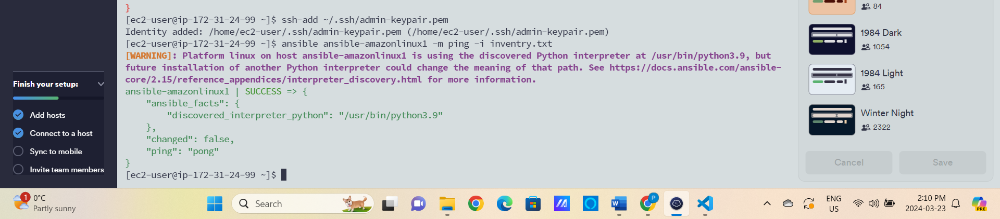 }
[ec2-user@ip-172-31-24-99 ~]$ ssh-add ~/.ssh/admin-keypair.pem
Identity added: /home/ec2-user/.ssh/admin-keypair.pem (/home/ec2-user/.ssh/admin-keypair.pem)
[ec2-user@ip-172-31-24-99 ~]$ ansible ansible-amazonlinux1 -m ping -i inventry.txt
[WARNING]: Platform linux on host ansible-amazonlinux1 is using the discovered Python interpreter at /usr/bin/python3.9, but
future installation of another Python interpreter could change the meaning of that path. See https://docs.ansible.com/ansible-
core/2.15/reference_appendices/interpreter_discovery.html for more information.
ansible-amazonlinux1 | SUCCESS => {
    "ansible_facts": {
        "discovered_interpreter_python": "/usr/bin/python3.9"
    },
    "changed": false,
    "ping": "pong"
}
[ec2-user@ip-172-31-24-99 ~]$
Finish your setup:
Add hosts
Connect to a host
Sync to mobile
Invite team members
84
1984 Dark
1054
1984 Light
165
Winter Night
2322
Cancel
Save
1
0°C
Partly sunny
Search
W
P
ENG
US
2:10 PM
2024-03-23
PRE